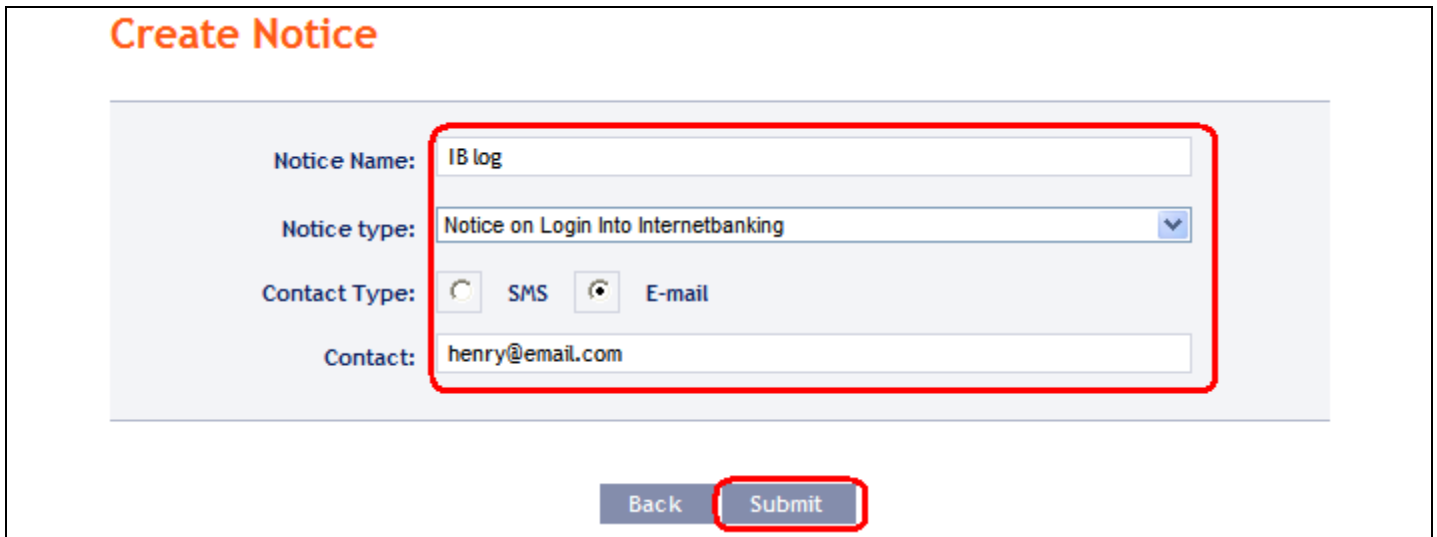 Create Notice
Notice Name: IB log
Notice type: Notice on Login Into Internetbanking
Contact Type: SMS E-mail
Contact: henry@email.com
Back Submit